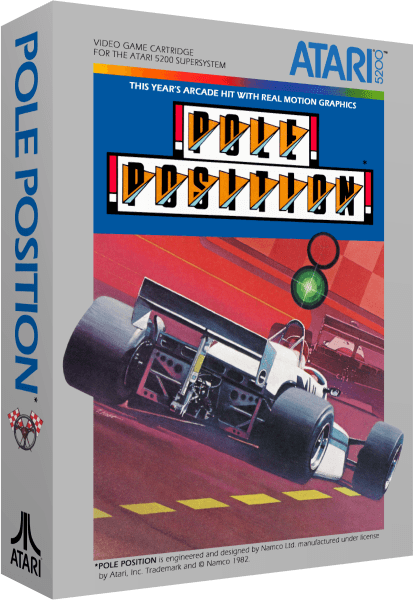 VIDEO GAME CARTRIDGE
FOR THE ATARI 5200 SUPERSYSTEM
ATARI
5200
THIS YEAR'S ARCADE HIT WITH REAL MOTION GRAPHICS
POLE
POSITION*
*POLE POSITION is engineered and designed by Namco Ltd. manufactured under license
by Atari, Inc. Trademark and © Namco 1982.
POLE POSITION*
ATARI